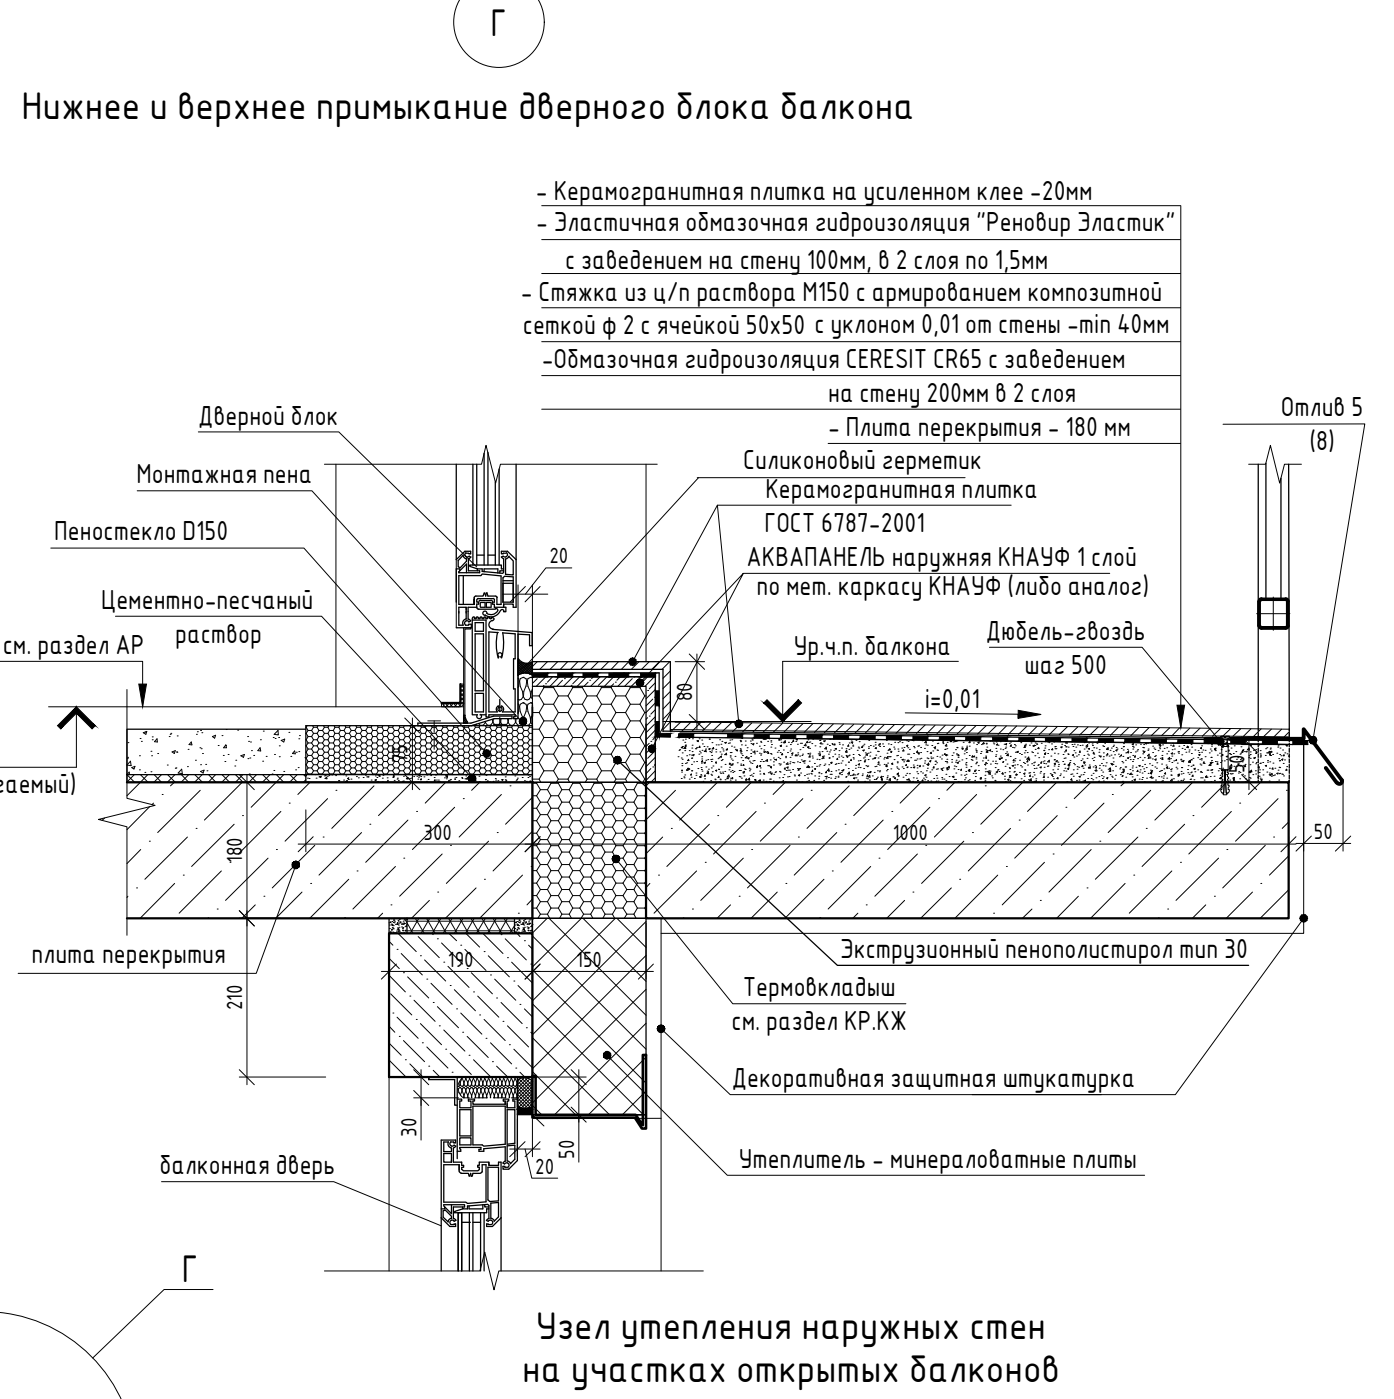 Г
Нижнее и верхнее примыкание дверного блока балкона
- Керамогранитная плитка на усиленном клее -20мм
- Эластичная обмазочная гидроизоляция "Реновир Эластик"
с заведением на стену 100мм, в 2 слоя по 1,5мм
- Стяжка из ц/п раствора М150 с армированием композитной
сеткой ф 2 с ячейкой 50х50 с уклоном 0,01 от стены -min 40мм
-Обмазочная гидроизоляция CERESIT CR65 с заведением
на стену 200мм в 2 слоя
- Плита перекрытия - 180 мм
Отлив 5
(8)
Дверной блок
Силиконовый герметик
Монтажная пена
Керамогранитная плитка
ГОСТ 6787-2001
Пеностекло D150
20
АКВАПАНЕЛЬ наружняя КНАУФ 1 слой
по мет. каркасу КНАУФ (либо аналог)
Цементно-песчаный
раствор
см. раздел АР
Ур.ч.п. балкона
Дюбель-гвоздь
шаг 500
80
i=0,01
75
50
гаемый)
300
1000
50
180
плита перекрытия
190
150
Экструзионный пенополистирол тип 30
210
Термовкладыш
см. раздел КР.КЖ
Декоративная защитная штукатурка
30
50
20
Утеплитель - минераловатные плиты
балконная дверь
Г
Узел утепления наружных стен
на участках открытых балконов